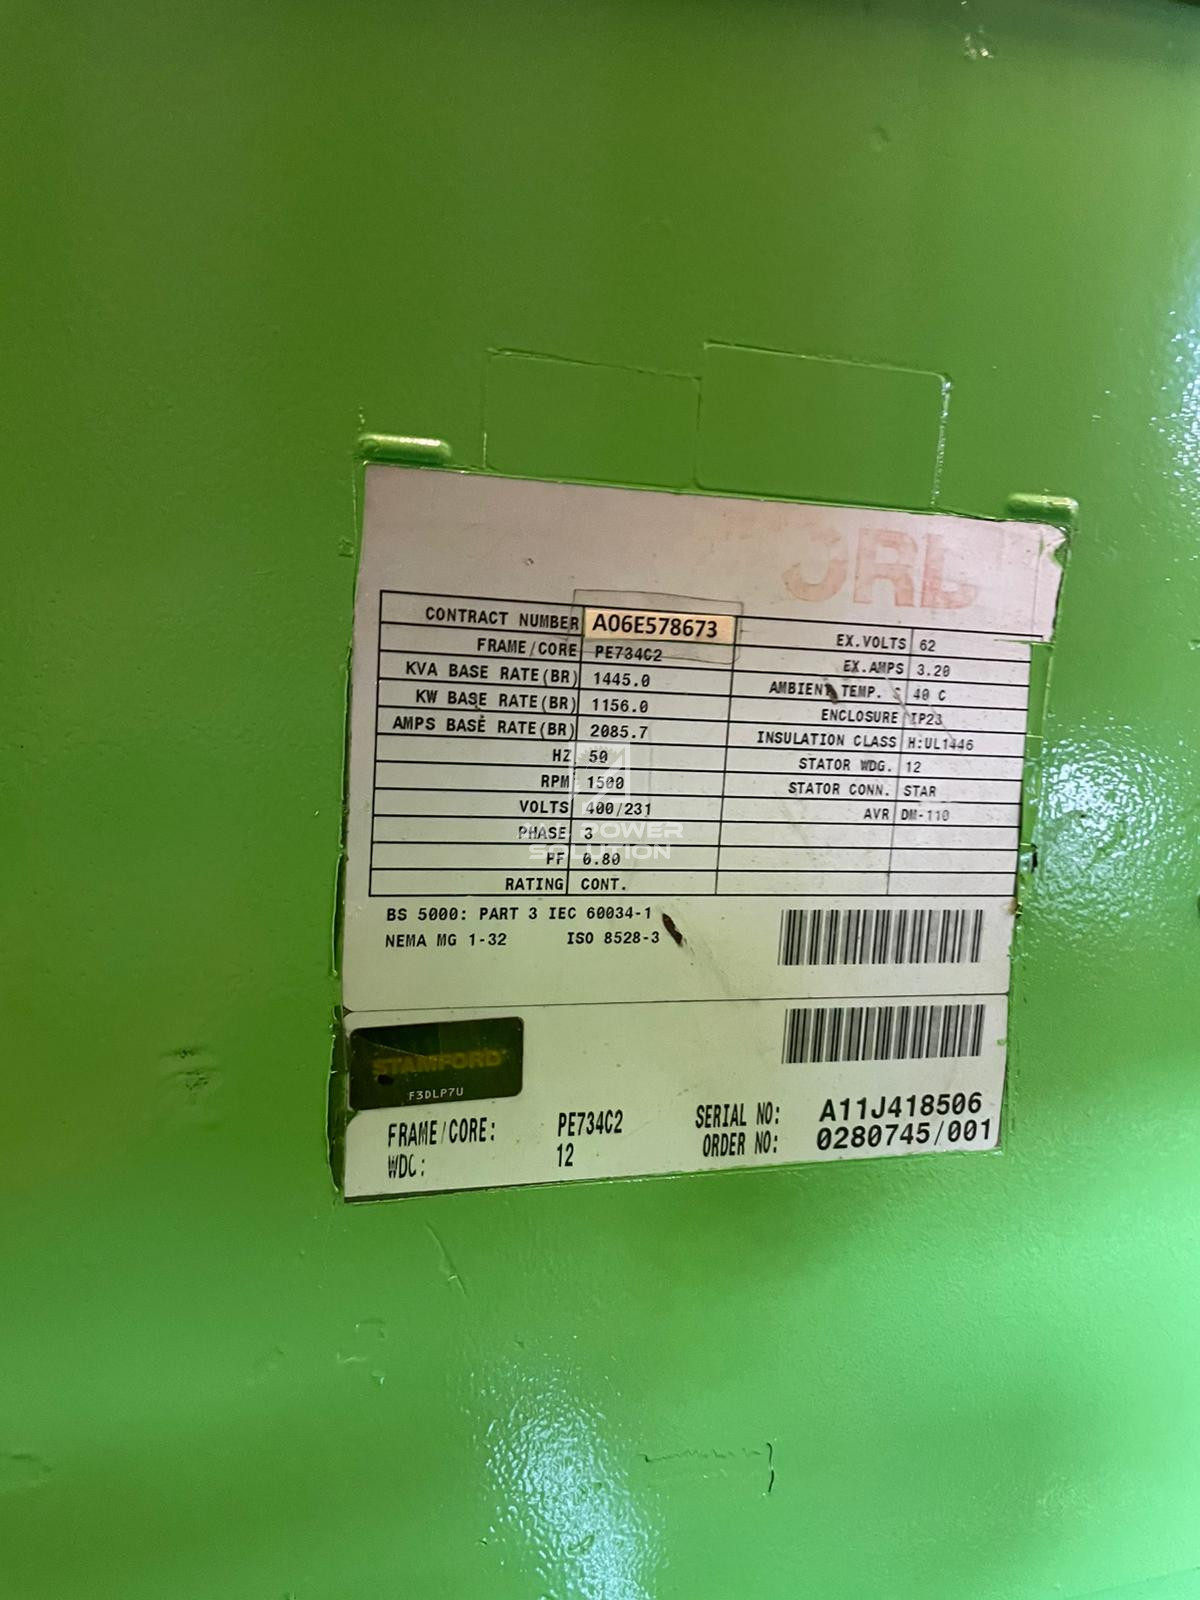 ORD
CONTRACT NUMBER A06E578673
FRAME/CORE PE734C2
KVA BASE RATE(BR) 1445.0
KW BASE RATE(BR) 1156.0
AMPS BASE RATE(BR) 2085.7
HZ 50
RPM 1500
VOLTS 400/231
PHASE 3
PF 0.80
RATING CONT.
EX.VOLTS 62
EX.AMPS 3.20
AMBIENT TEMP. 40 C
ENCLOSURE IP23
INSULATION CLASS H:UL1446
STATOR WDG. 12
STATOR CONN. STAR
AVR DM-110
POWER
SOLUTION
BS 5000: PART 3 IEC 60034-1
NEMA MG 1-32 ISO 8528-3
STAMFORD
F3DLP7U
FRAME/CORE: PE734C2
WDG: 12
SERIAL NO: A11J418506
ORDER NO: 0280745/001